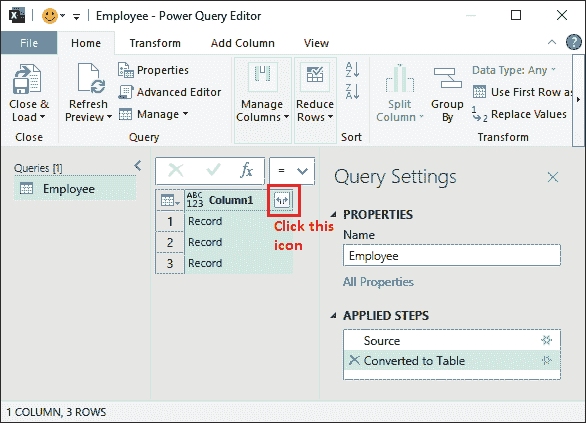 Employee - Power Query Editor
File Home Transform Add Column View
Close & Load
Close
Refresh Preview
Properties
Advanced Editor
Manage
Query
Manage Columns
Reduce Rows
Sort
Split Column
Group By
Data Type: Any
Use First Row as
Replace Values
Transform
Queries [1]
Employee
fx
=
ABC 123 Column1
1 Record
2 Record
3 Record
Click this
icon
Query Settings
PROPERTIES
Name
Employee
All Properties
APPLIED STEPS
Source
Converted to Table
1 COLUMN, 3 ROWS